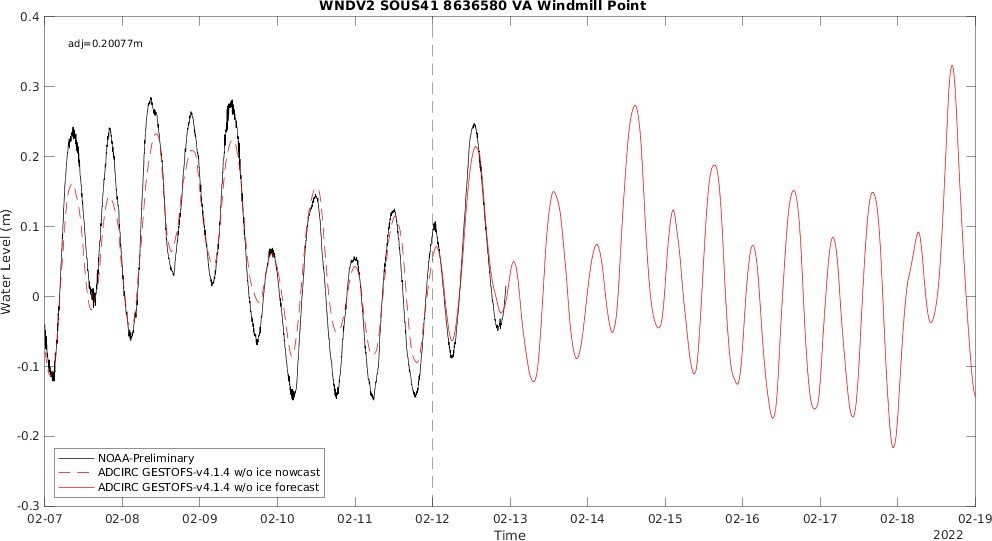 WNDV2 SOUS41 8636580 VA Windmill Point
adj=0.20077m
0.4
0.3
0.2
0.1
0
-0.1
-0.2
-0.3
Water Level (m)
NOAA-Preliminary
ADCIRC GESTOFS-v4.1.4 w/o ice nowcast
ADCIRC GESTOFS-v4.1.4 w/o ice forecast
02-07 02-08 02-09 02-10 02-11 02-12 02-13 02-14 02-15 02-16 02-17 02-18 02-19
Time
2022